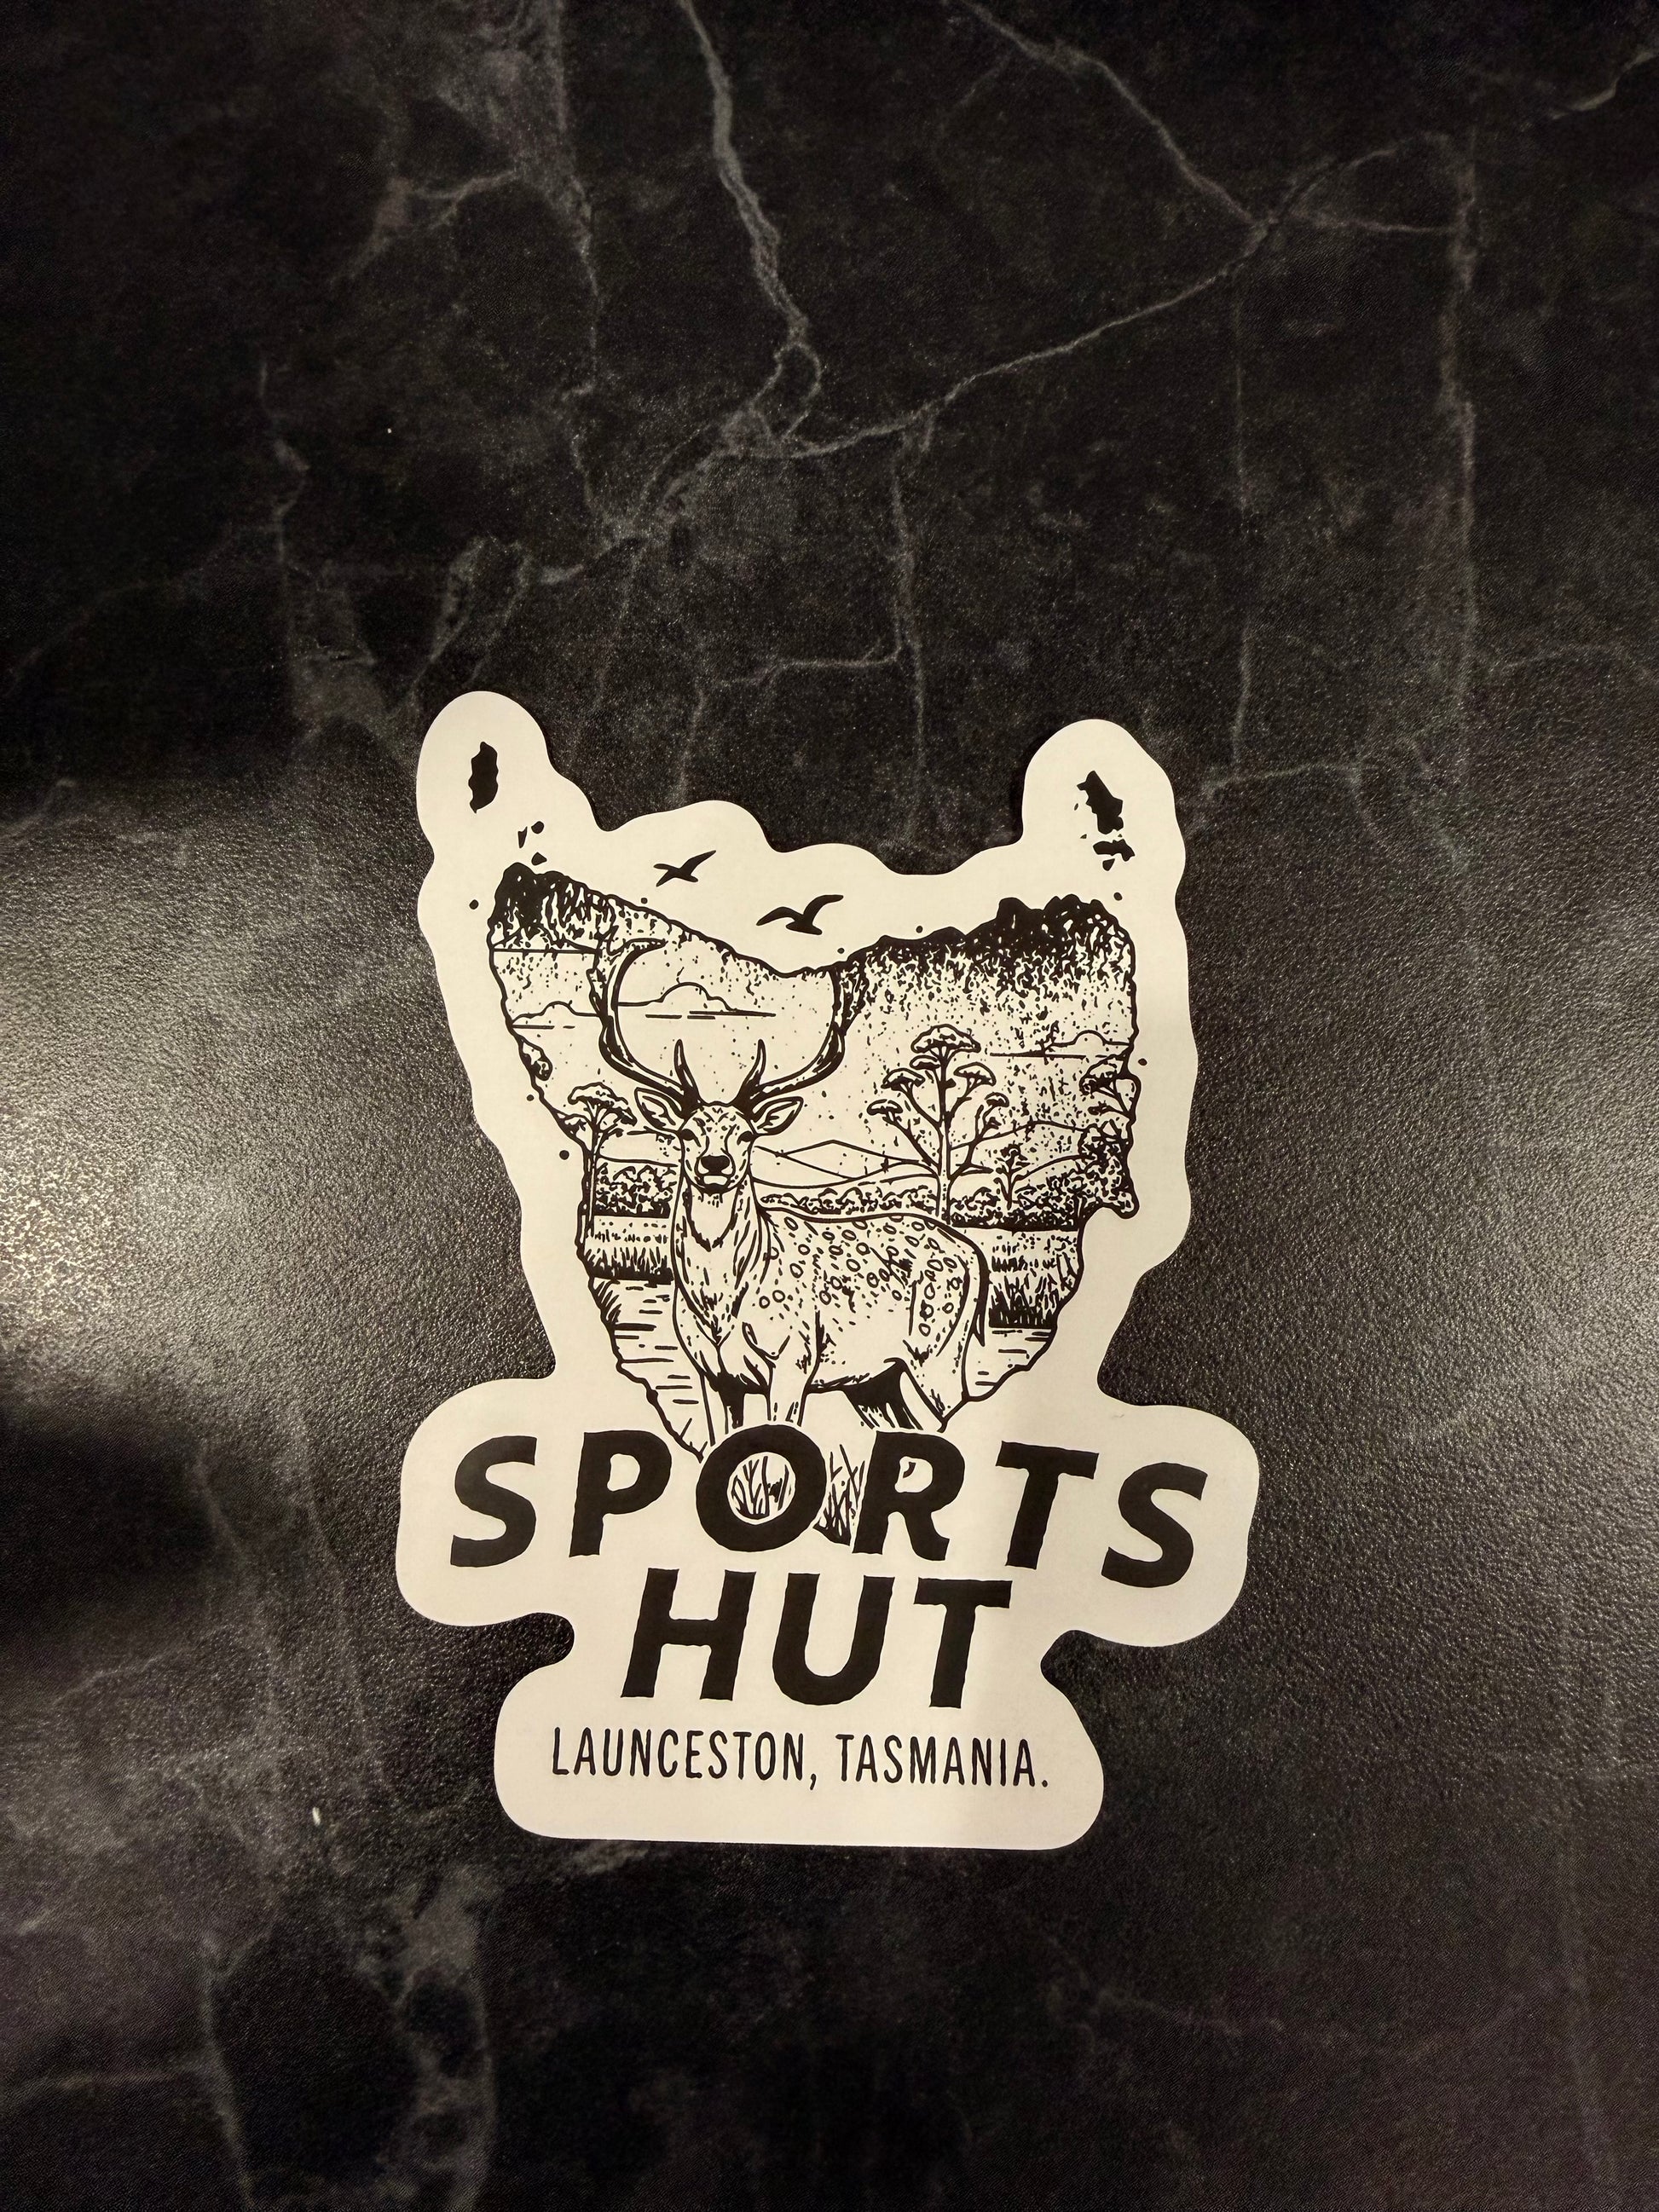 SPORTS
HUT
LAUNCESTON, TASMANIA.